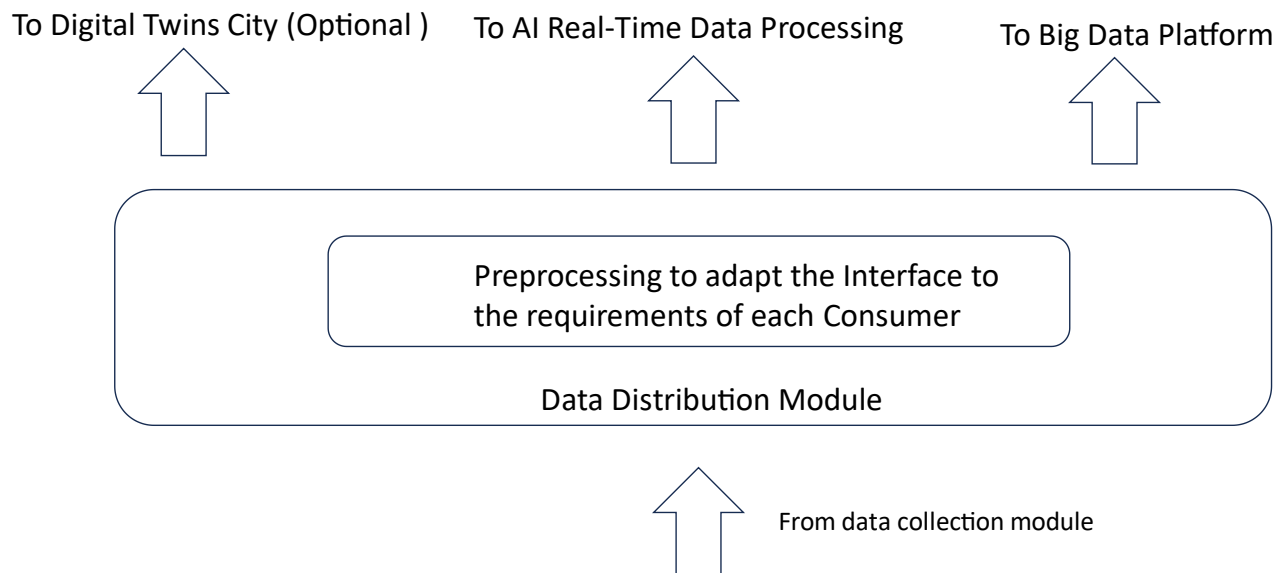 To Digital Twins City (Optional )
To AI Real-Time Data Processing
To Big Data Platform
Preprocessing to adapt the Interface to
the requirements of each Consumer
Data Distribution Module
From data collection module